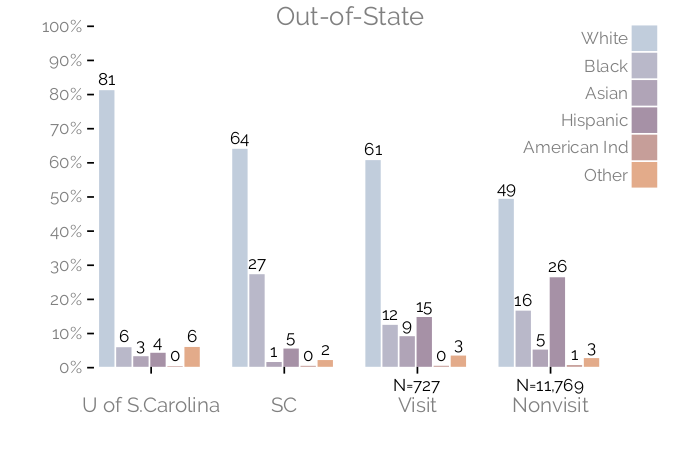 Out-of-State
100%
90%
80%
70%
60%
50%
40%
30%
20%
10%
0%
White
Black
Asian
Hispanic
American Ind
Other
81
6
3
4
0
6
64
27
1
5
0
2
61
12
9
15
0
3
49
16
5
26
1
3
N=727
N=11,769
U of S.Carolina
SC
Visit
Nonvisit